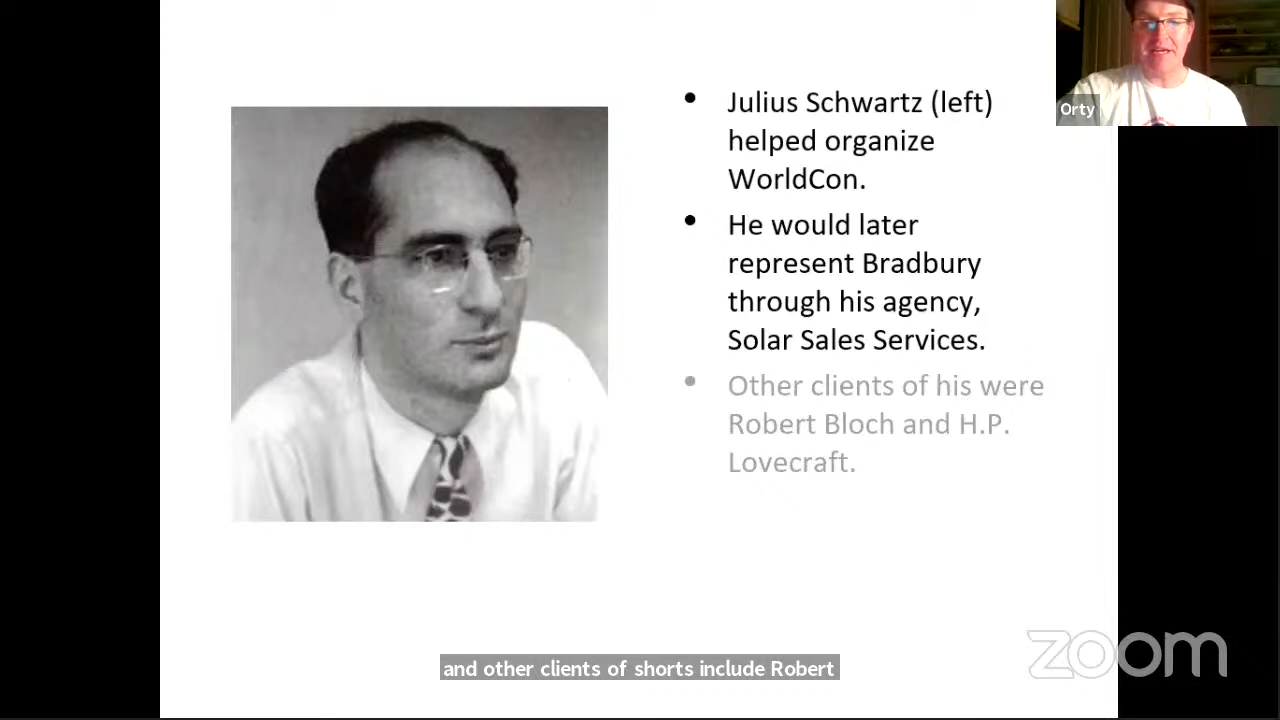 • Julius Schwartz (left)
helped organize
WorldCon.
• He would later
represent Bradbury
through his agency,
Solar Sales Services.
• Other clients of his were
Robert Bloch and H.P.
Lovecraft.
Orty
and other clients of shorts include Robert
zoom